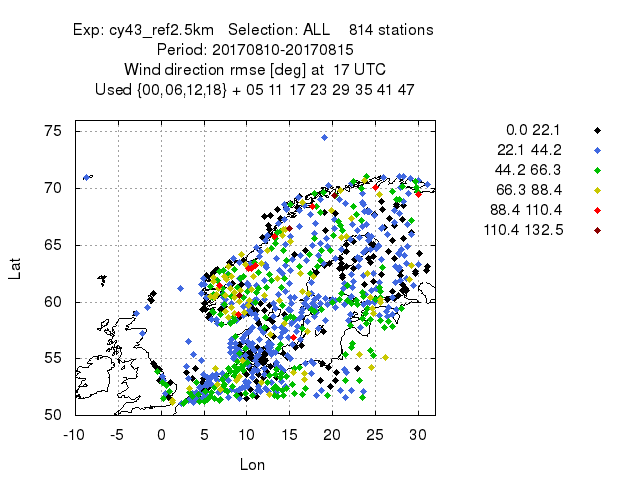 Exp: cy43_ref2.5km   Selection: ALL    814 stations
Period: 20170810-20170815
Wind direction rmse [deg] at  17 UTC
Used {00,06,12,18} + 05 11 17 23 29 35 41 47
75
70
65
60
55
50
Lat
-10 -5 0 5 10 15 20 25 30
Lon
0.0 22.1
22.1 44.2
44.2 66.3
66.3 88.4
88.4 110.4
110.4 132.5